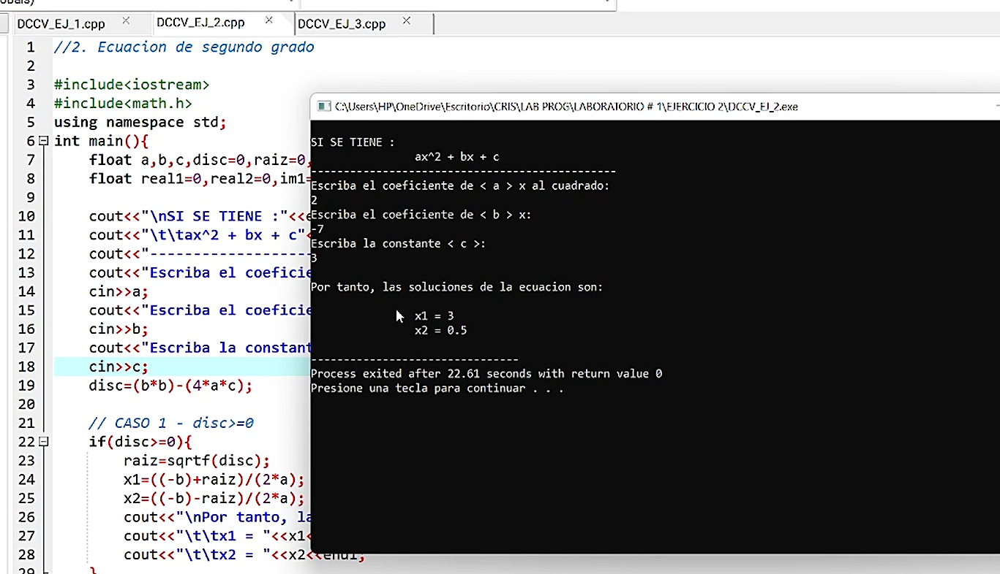 DCCV_EJ_1.cpp × DCCV_EJ_2.cpp × DCCV_EJ_3.cpp ×
1 //2. Ecuacion de segundo grado
2
3 #include<iostream>
4 #include<math.h>
5 using namespace std;
6 int main(){
7 float a,b,c,disc=0,raiz=0,
8 float real1=0,real2=0,im1=
9
10 cout<<"\nSI SE TIENE :"<<e
11 cout<<"\t\tax^2 + bx + c"<
12 cout<<"-------------------
13 cout<<"Escriba el coeficie
14 cin>>a;
15 cout<<"Escriba el coeficie
16 cin>>b;
17 cout<<"Escriba la constant
18 cin>>c;
19 disc=(b*b)-(4*a*c);
20
21 // CASO 1 - disc>=0
22 if(disc>=0){
23 raiz=sqrtf(disc);
24 x1=((-b)+raiz)/(2*a);
25 x2=((-b)-raiz)/(2*a);
26 cout<<"\nPor tanto, la
27 cout<<"\t\tx1 = "<<x1<
28 cout<<"\t\tx2 = "<<x2<<endl;
29 }
C:\Users\HP\OneDrive\Escritorio\CRIS\LAB PROG\LABORATORIO # 1\EJERCICIO 2\DCCV_EJ_2.exe
SI SE TIENE :
ax^2 + bx + c
-----------------------------------------------
Escriba el coeficiente de < a > x al cuadrado:
2
Escriba el coeficiente de < b > x:
-7
Escriba la constante < c >:
3
Por tanto, las soluciones de la ecuacion son:
x1 = 3
x2 = 0.5
--------------------------------
Process exited after 22.61 seconds with return value 0
Presione una tecla para continuar . . .